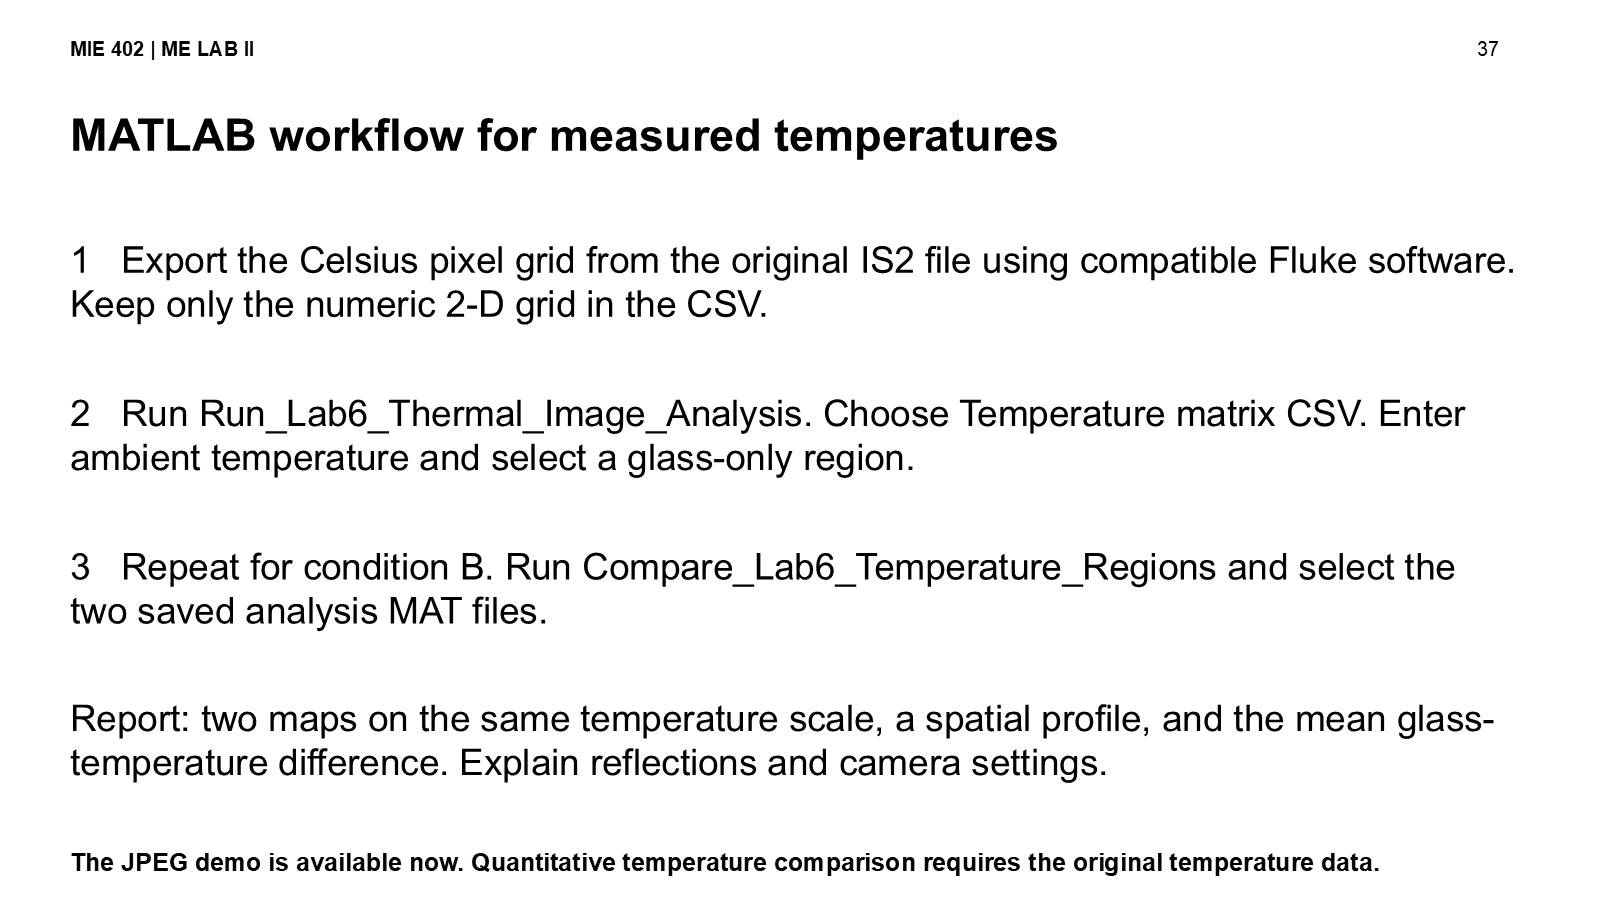 MIE 402 | ME LAB II
37
MATLAB workflow for measured temperatures
1 Export the Celsius pixel grid from the original IS2 file using compatible Fluke software.
Keep only the numeric 2-D grid in the CSV.
2 Run Run_Lab6_Thermal_Image_Analysis. Choose Temperature matrix CSV. Enter
ambient temperature and select a glass-only region.
3 Repeat for condition B. Run Compare_Lab6_Temperature_Regions and select the
two saved analysis MAT files.
Report: two maps on the same temperature scale, a spatial profile, and the mean glass-
temperature difference. Explain reflections and camera settings.
The JPEG demo is available now. Quantitative temperature comparison requires the original temperature data.